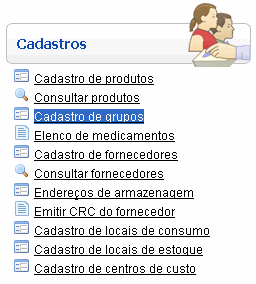 Cadastros
Cadastro de produtos
Consultar produtos
Cadastro de grupos
Elenco de medicamentos
Cadastro de fornecedores
Consultar fornecedores
Endereços de armazenagem
Emitir CRC do fornecedor
Cadastro de locais de consumo
Cadastro de locais de estoque
Cadastro de centros de custo